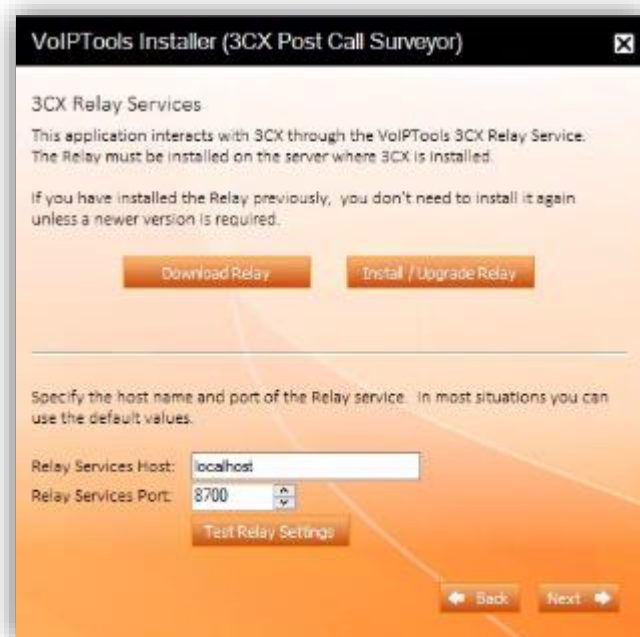 VoIPTools Installer (3CX Post Call Surveyor)
3CX Relay Services
This application interacts with 3CX through the VoIPTools 3CX Relay Service.
The Relay must be installed on the server where 3CX is installed.
If you have installed the Relay previously, you don't need to install it again
unless a newer version is required.
Download Relay
Install / Upgrade Relay
Specify the host name and port of the Relay service. In most situations you can
use the default values.
Relay Services Host: localhost
Relay Services Port: 8700
Test Relay Settings
Back
Next